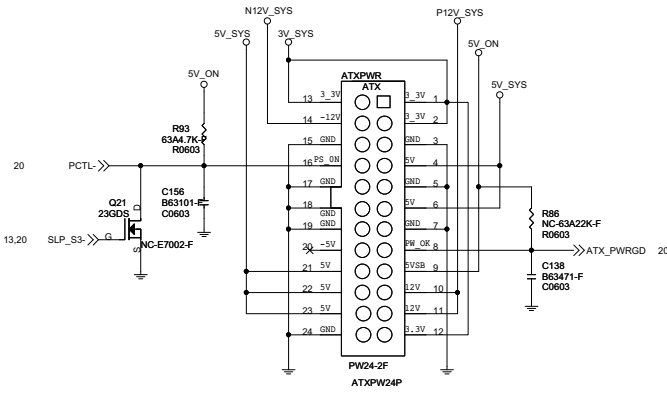 N12V_SYS
P12V_SYS
5V_SYS
3V_SYS
5V_ON
5V_SYS
5V_ON
ATXPWR
ATX
13 3_3V
3_3V 1
14 -12V
3_3V 2
15 GND
GND 3
16 PS_ON
5V 4
17 GND
GND 5
18 GND
5V 6
19 GND
GND 7
20 -5V
PW_OK 8
21 5V
5VSB 9
22 5V
12V 10
23 5V
12V 11
24 GND
3.3V 12
R93
63A4.7K-F
R0603
20 PCTL-
Q21
23GDS
D
G
S
NC-E7002-F
C156
B63101-F
C0603
13,20 SLP_S3-
R86
NC-63A22K-F
R0603
ATX_PWRGD 20
C138
B63471-F
C0603
PW24-2F
ATXPW24P